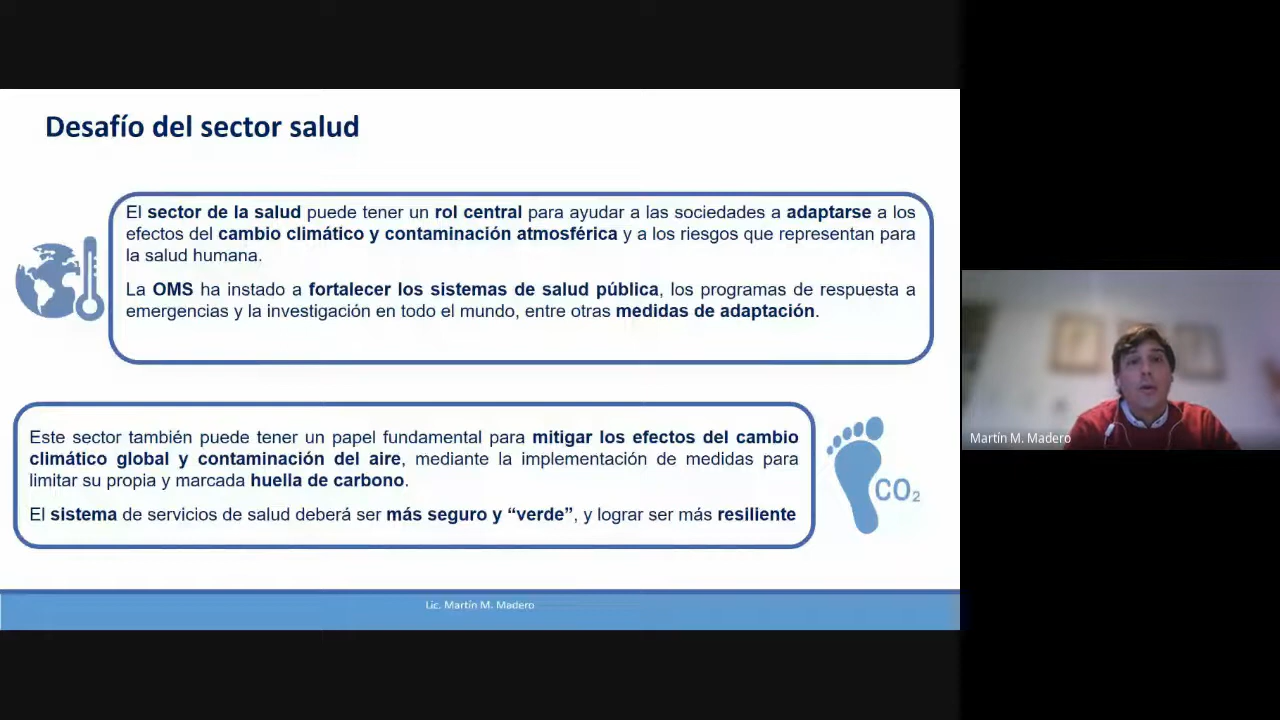 Desafío del sector salud
El sector de la salud puede tener un rol central para ayudar a las sociedades a adaptarse a los
efectos del cambio climático y contaminación atmosférica y a los riesgos que representan para
la salud humana.
La OMS ha instado a fortalecer los sistemas de salud pública, los programas de respuesta a
emergencias y la investigación en todo el mundo, entre otras medidas de adaptación.
Este sector también puede tener un papel fundamental para mitigar los efectos del cambio
climático global y contaminación del aire, mediante la implementación de medidas para
limitar su propia y marcada huella de carbono.
El sistema de servicios de salud deberá ser más seguro y “verde”, y lograr ser más resiliente
CO₂
Lic. Martín M. Madero
Martín M. Madero